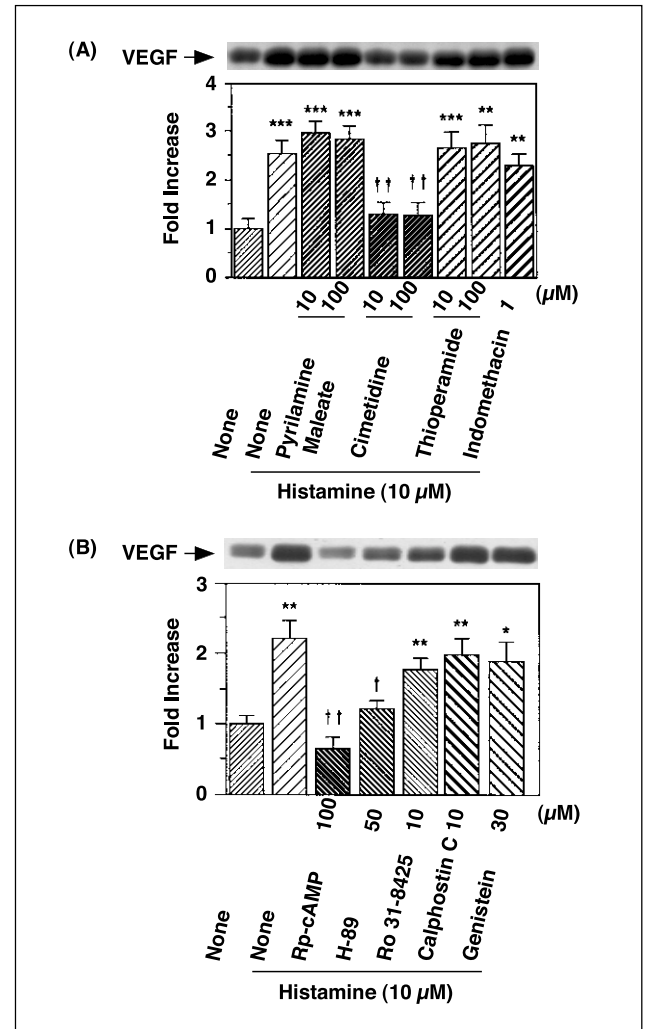 (A) VEGF
4
3
2
1
0
Fold Increase
*** *** *** †† †† *** ** **
10 100 10 100 10 100 1 (µM)
None
None
Pyrilamine
Maleate
Cimetidine
Thioperamide
Indomethacin
Histamine (10 µM)
(B) VEGF
3
2
1
0
Fold Increase
** †† † ** ** *
100 50 10 10 30 (µM)
None
None
Rp-cAMP
H-89
Ro 31-8425
Calphostin C
Genistein
Histamine (10 µM)